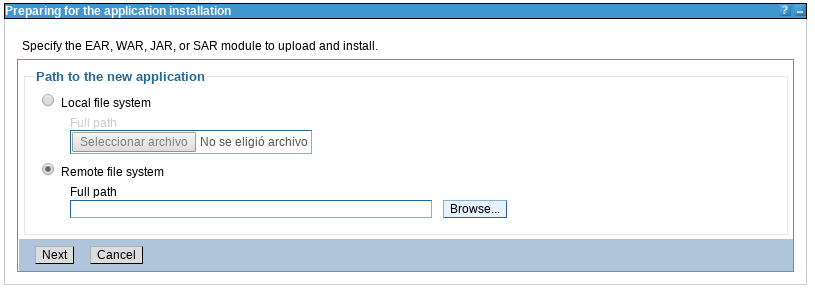 Preparing for the application installation ? –
Specify the EAR, WAR, JAR, or SAR module to upload and install.
Path to the new application
Local file system
Full path
Seleccionar archivo No se eligió archivo
Remote file system
Full path
Browse...
Next Cancel